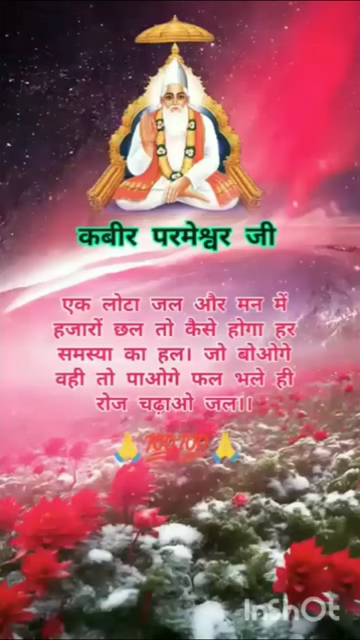 कबीर परमेश्वर जी
एक लोटा जल और मन में
हजारों छल तो कैसे होगा हर
समस्या का हल। जो बोओगे
वही तो पाओगे फल भले ही
रोज चढ़ाओ जल।।
InShOt